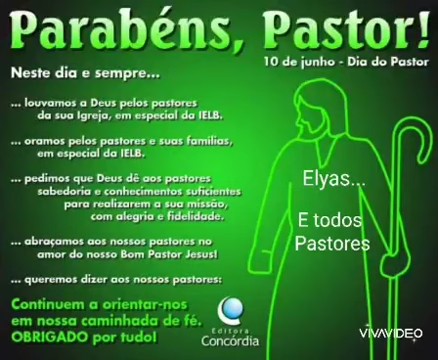 Parabéns, Pastor!
10 de junho - Dia do Pastor
Neste dia e sempre...
... louvamos a Deus pelos pastores
da sua Igreja, em especial da IELB.
... oramos pelos pastores e suas famílias,
em especial da IELB.
... pedimos que Deus dê aos pastores
sabedoria e conhecimentos suficientes
para realizarem a sua missão,
com alegria e fidelidade.
... abraçamos aos nossos pastores no
amor do nosso Bom Pastor Jesus!
... queremos dizer aos nossos pastores:
Continuem a orientar-nos
em nossa caminhada de fé.
OBRIGADO por tudo!
Editora
Concórdia
Elyas...
E todos
Pastores
VIVAVIDEO